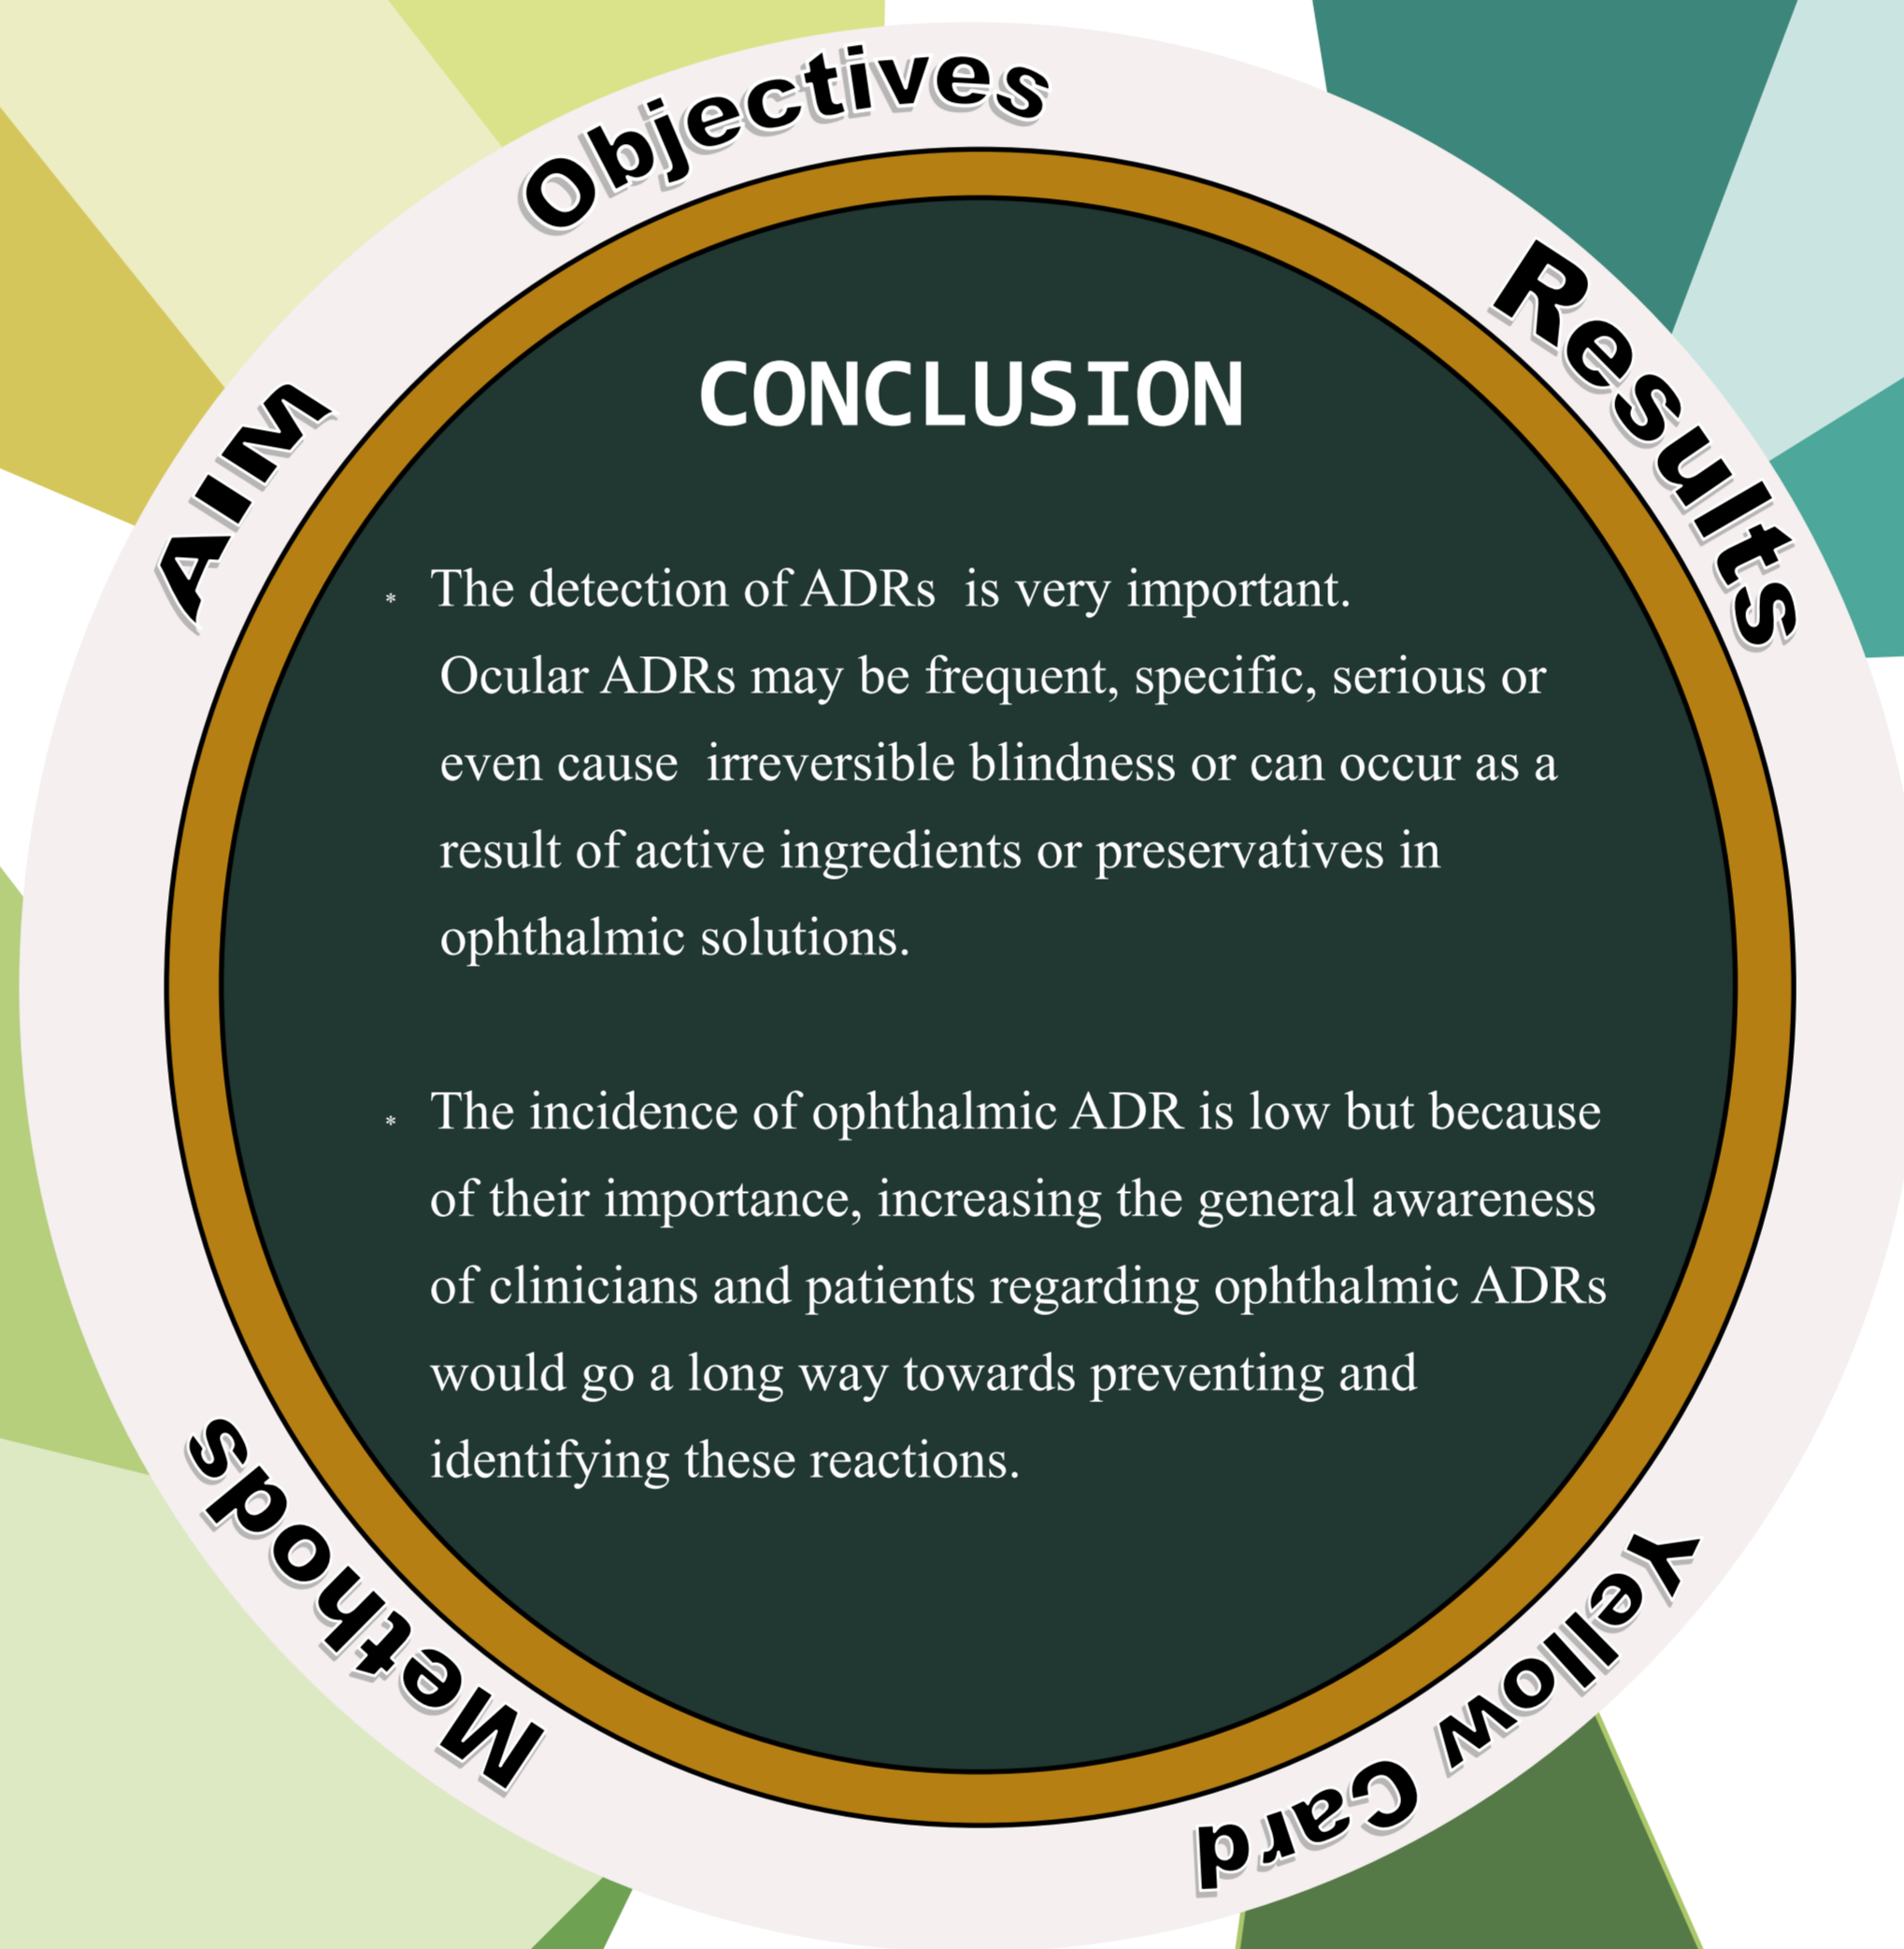 Objectives
AIM
Results
CONCLUSION
* The detection of ADRs  is very important.
Ocular ADRs may be frequent, specific, serious or
even cause  irreversible blindness or can occur as a
result of active ingredients or preservatives in
ophthalmic solutions.
* The incidence of ophthalmic ADR is low but because
of their importance, increasing the general awareness
of clinicians and patients regarding ophthalmic ADRs
would go a long way towards preventing and
identifying these reactions.
Methods
Yellow Card